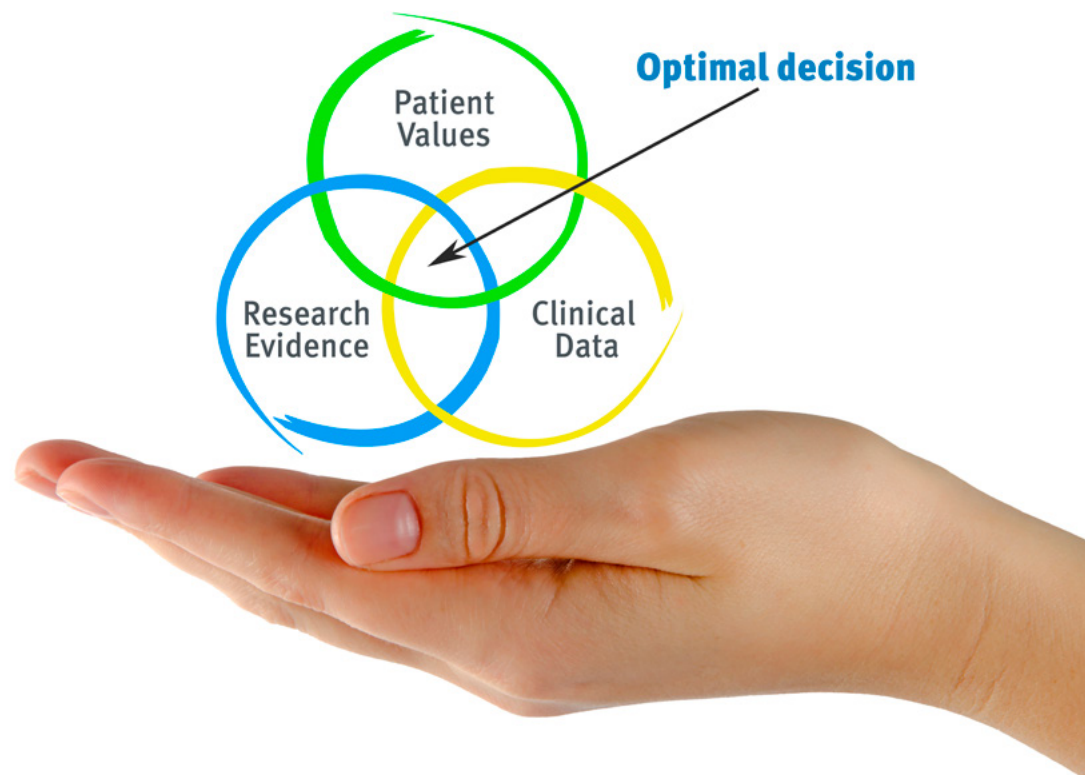 Optimal decision
Patient
Values
Research
Evidence
Clinical
Data